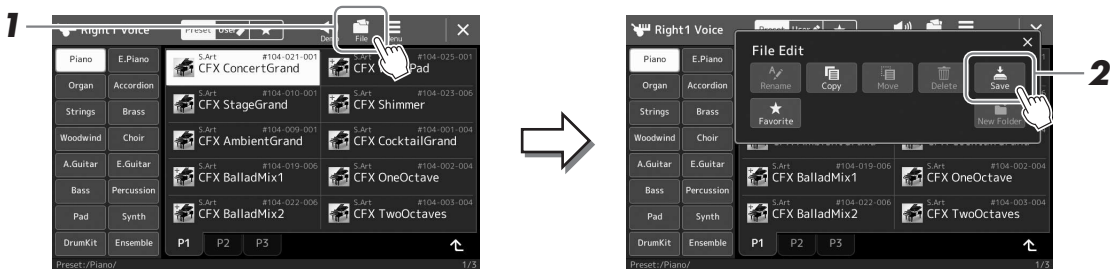 1
Right1 Voice Preset User Demo File Menu
Piano E.Piano
Organ Accordion
Strings Brass
Woodwind Choir
A.Guitar E.Guitar
Bass Percussion
Pad Synth
DrumKit Ensemble
S.Art #104-021-001
CFX ConcertGrand
S.Art #104-025-001
CFX Pad
S.Art #104-010-001
CFX StageGrand
S.Art #104-023-006
CFX Shimmer
S.Art #104-009-001
CFX AmbientGrand
S.Art #104-001-004
CFX CocktailGrand
S.Art #104-019-006
CFX BalladMix1
S.Art #104-002-004
CFX OneOctave
S.Art #104-022-006
CFX BalladMix2
S.Art #104-003-004
CFX TwoOctaves
P1 P2 P3
Preset:/Piano/ 1/3
Right1 Voice Preset User
File Edit
Rename Copy Move Delete Save
Favorite New Folder
2
Piano E.Piano
Organ Accordion
Strings Brass
Woodwind Choir
A.Guitar E.Guitar
Bass Percussion
Pad Synth
DrumKit Ensemble
S.Art #104-019-006
CFX BalladMix1
S.Art #104-002-004
CFX OneOctave
S.Art #104-022-006
CFX BalladMix2
S.Art #104-003-004
CFX TwoOctaves
P1 P2 P3
Preset:/Piano/ 1/3